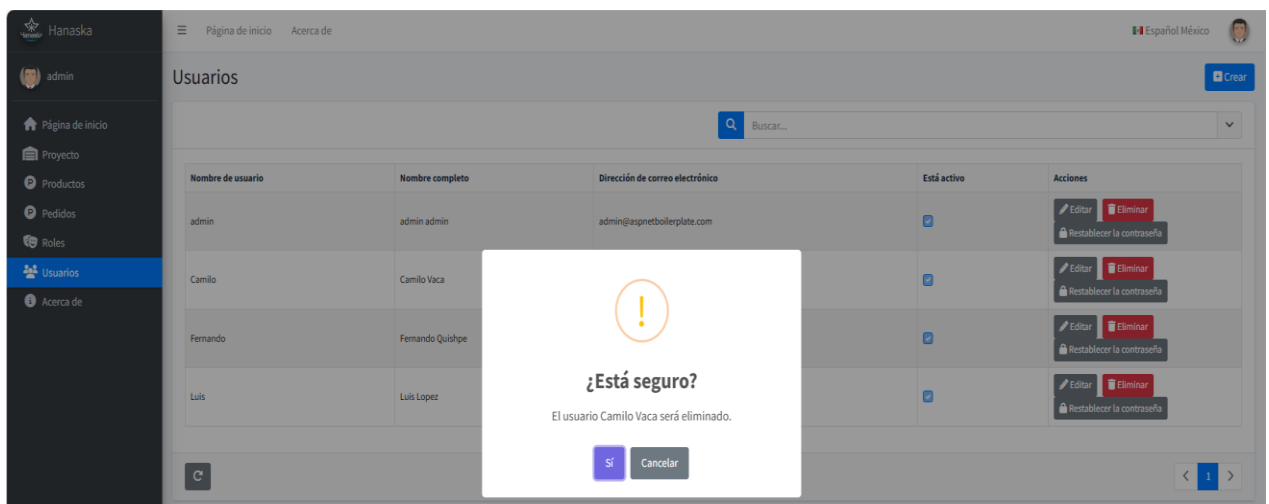 Hanaska
Página de inicio Acerca de
Español México
admin
Usuarios
Crear
Página de inicio
Proyecto
Productos
Pedidos
Roles
Usuarios
Acerca de
Buscar...
Nombre de usuario Nombre completo Dirección de correo electrónico Está activo Acciones
admin admin admin admin@aspnetboilerplate.com Editar Eliminar
Restablecer la contraseña
Camilo Camilo Vaca Editar Eliminar
Restablecer la contraseña
Fernando Fernando Quishpe Editar Eliminar
Restablecer la contraseña
Luis Luis Lopez Editar Eliminar
Restablecer la contraseña
¿Está seguro?
El usuario Camilo Vaca será eliminado.
Sí Cancelar
1